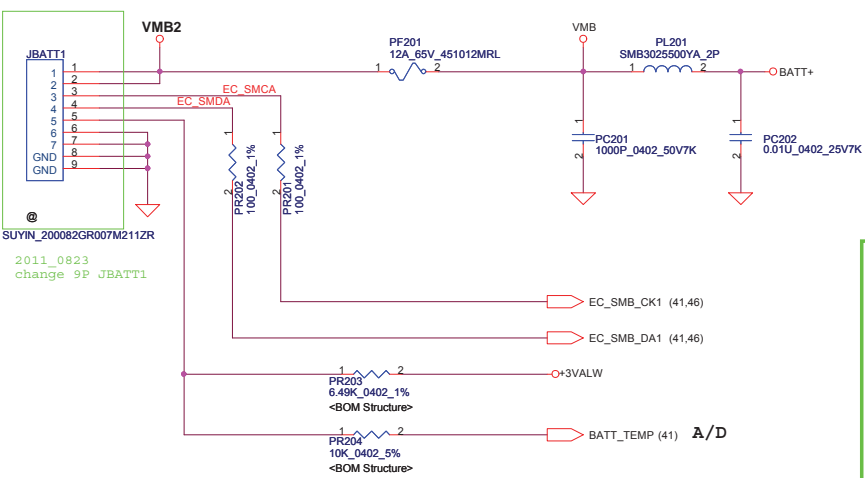 VMB2
JBATT1
1 1
2 2
3 3
4 4
5 5
6 6
7 7
GND 8
GND 9
@
SUYIN_200082GR007M211ZR
2011_0823
change 9P JBATT1
EC_SMCA
EC_SMDA
PF201
12A_65V_451012MRL
1 2
VMB
PL201
SMB3025500YA_2P
1 2
BATT+
1
2
PR202
100_0402_1%
1
2
PR201
100_0402_1%
1
2
PC201
1000P_0402_50V7K
1
2
PC202
0.01U_0402_25V7K
EC_SMB_CK1 (41,46)
EC_SMB_DA1 (41,46)
1 2
PR203
6.49K_0402_1%
<BOM Structure>
+3VALW
1 2
PR204
10K_0402_5%
<BOM Structure>
BATT_TEMP (41) A/D